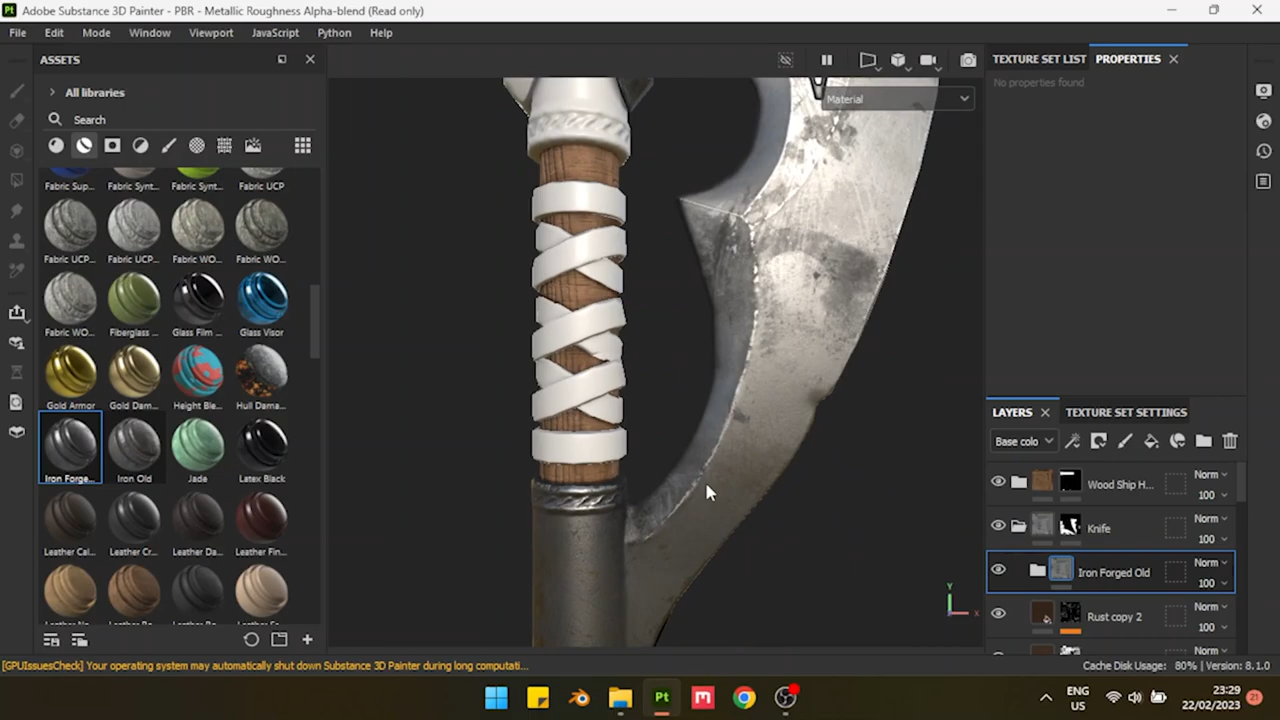 Pt Adobe Substance 3D Painter - PBR - Metallic Roughness Alpha-blend (Read only)
File Edit Mode Window Viewport JavaScript Python Help
ASSETS
All libraries
Search
Fabric Sup... Fabric Synt... Fabric Synt... Fabric UCP
Fabric UCP... Fabric UCP... Fabric WO... Fabric WO...
Fabric WO... Fiberglass ... Glass Film ... Glass Visor
Gold Armor Gold Dam... Height Ble... Hull Dama...
Iron Forge... Iron Old Jade Latex Black
Leather Cal... Leather Cr... Leather Da... Leather Fin...
Material
TEXTURE SET LIST PROPERTIES
No properties found
LAYERS TEXTURE SET SETTINGS
Base colo
Wood Ship H... Norm
100
Knife Norm
100
Iron Forged Old Norm
100
Rust copy 2 Norm
100
Y
X
[GPUIssuesCheck] Your operating system may automatically shut down Substance 3D Painter during long computati...
Cache Disk Usage: 80% | Version: 8.1.0
Pt
ENG
US
23:29
22/02/2023
21